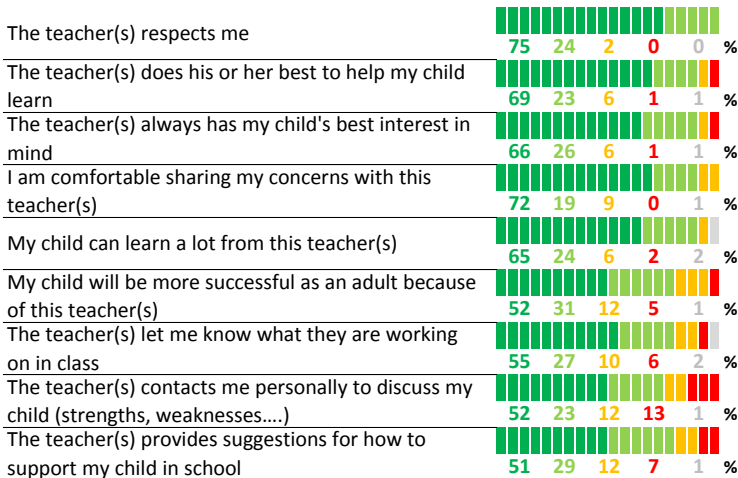 The teacher(s) respects me
75 24 2 0 0 %
The teacher(s) does his or her best to help my child
learn
69 23 6 1 1 %
The teacher(s) always has my child's best interest in
mind
66 26 6 1 1 %
I am comfortable sharing my concerns with this
teacher(s)
72 19 9 0 1 %
My child can learn a lot from this teacher(s)
65 24 6 2 2 %
My child will be more successful as an adult because
of this teacher(s)
52 31 12 5 1 %
The teacher(s) let me know what they are working
on in class
55 27 10 6 2 %
The teacher(s) contacts me personally to discuss my
child (strengths, weaknesses....)
52 23 12 13 1 %
The teacher(s) provides suggestions for how to
support my child in school
51 29 12 7 1 %